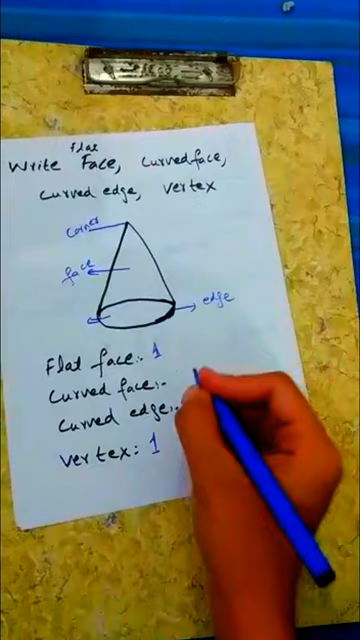 Flat
Write Face, Curved face,
Curved edge, Vertex
Corner
face
edge
Flat face:- 1
Curved face:-
Curved edge:-
Vertex: 1